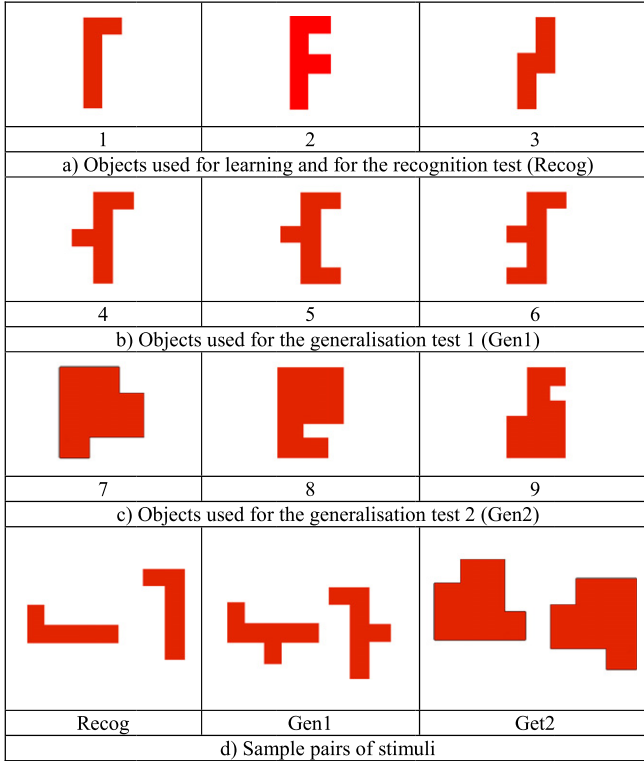 1 2 3
a) Objects used for learning and for the recognition test (Recog)
4 5 6
b) Objects used for the generalisation test 1 (Gen1)
7 8 9
c) Objects used for the generalisation test 2 (Gen2)
Recog Gen1 Get2
d) Sample pairs of stimuli